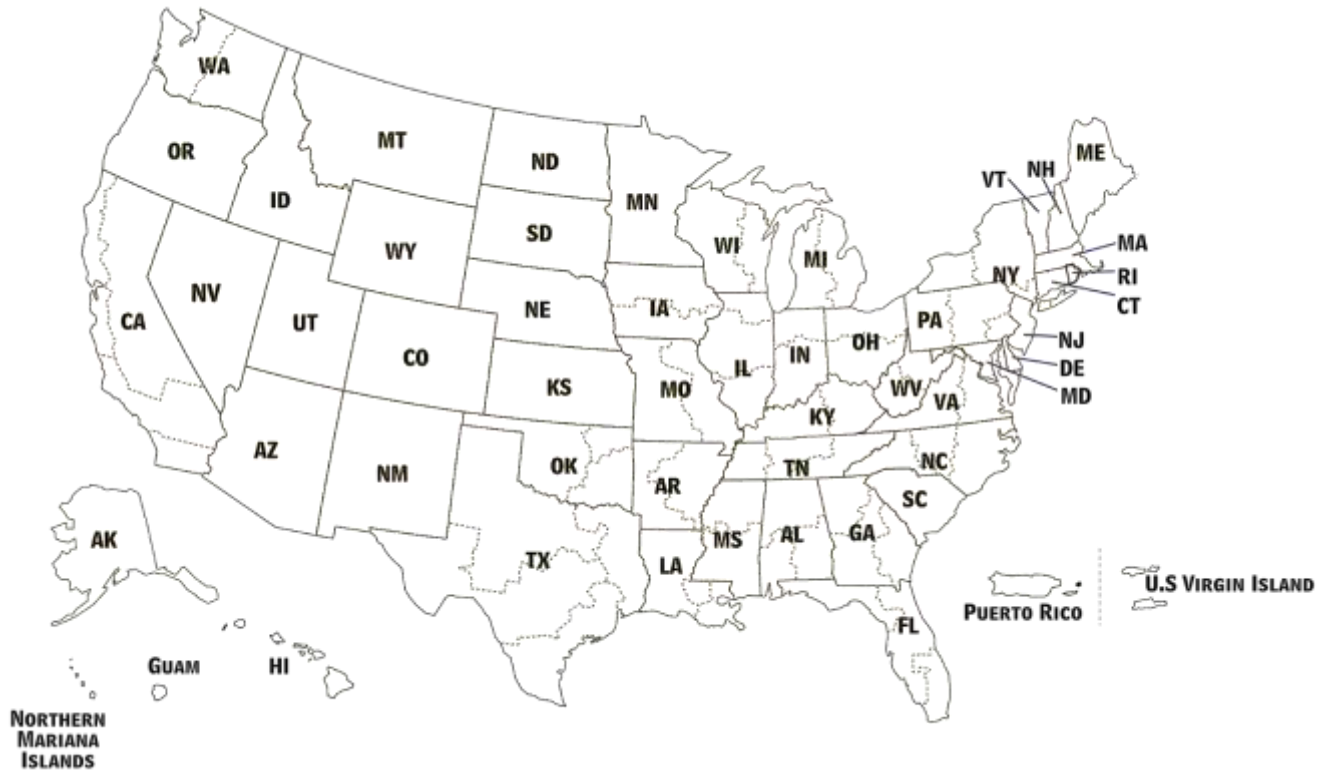 WA
MT
ME
OR
ND
NH
VT
ID
MN
SD
WI
MI
MA
WY
NY
RI
NV
CT
NE
IA
CA
UT
PA
NJ
CO
IN
OH
DE
IL
KS
MO
WV
MD
VA
KY
AZ
NM
OK
TN
NC
AR
SC
AK
TX
LA
MS
AL
GA
U.S VIRGIN ISLAND
PUERTO RICO
FL
GUAM
HI
NORTHERN
MARIANA
ISLANDS